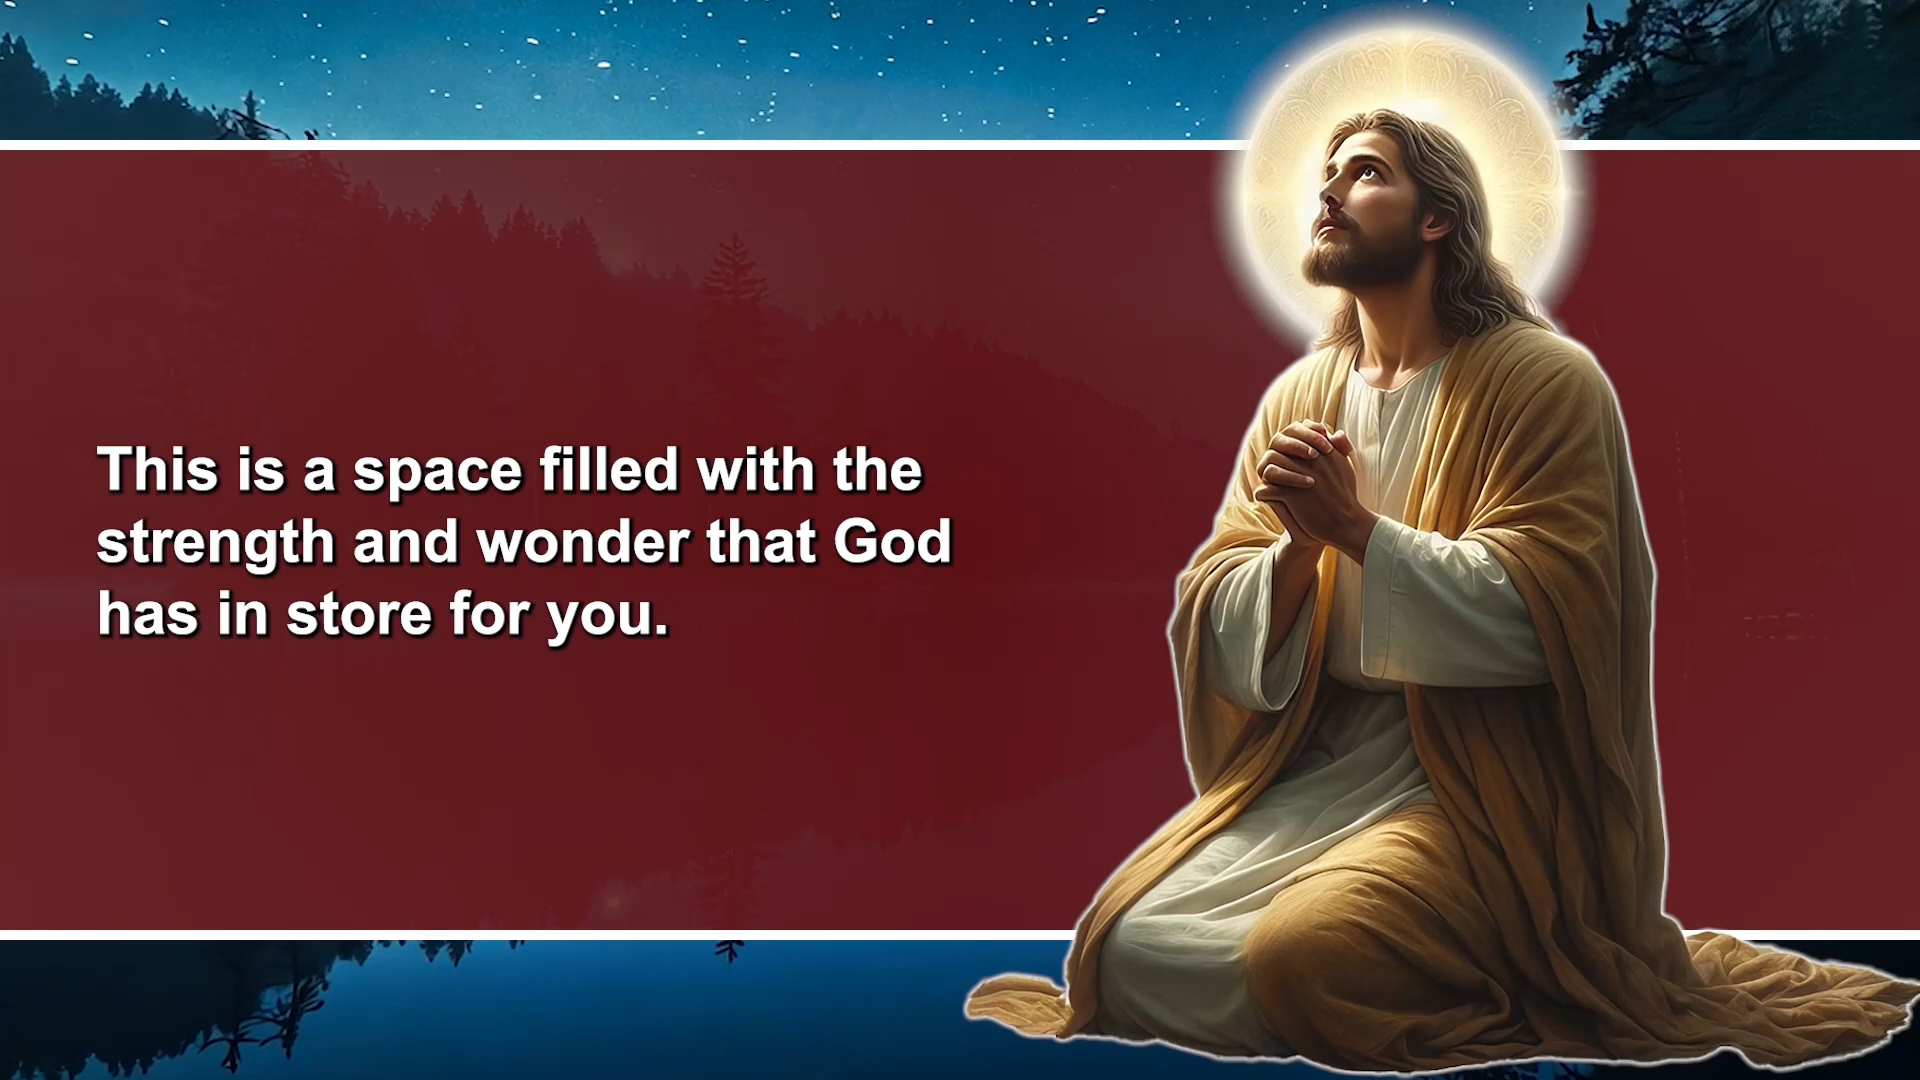 This is a space filled with the
strength and wonder that God
has in store for you.